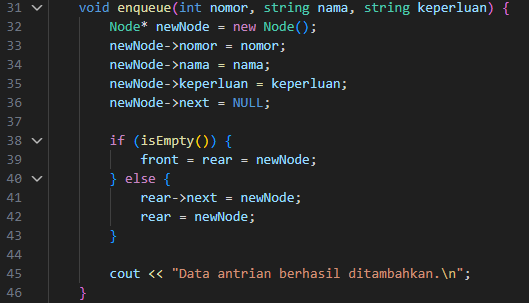 31 void enqueue(int nomor, string nama, string keperluan) {
32 Node* newNode = new Node();
33 newNode->nomor = nomor;
34 newNode->nama = nama;
35 newNode->keperluan = keperluan;
36 newNode->next = NULL;
37
38 if (isEmpty()) {
39 front = rear = newNode;
40 } else {
41 rear->next = newNode;
42 rear = newNode;
43 }
44
45 cout << "Data antrian berhasil ditambahkan.\n";
46 }